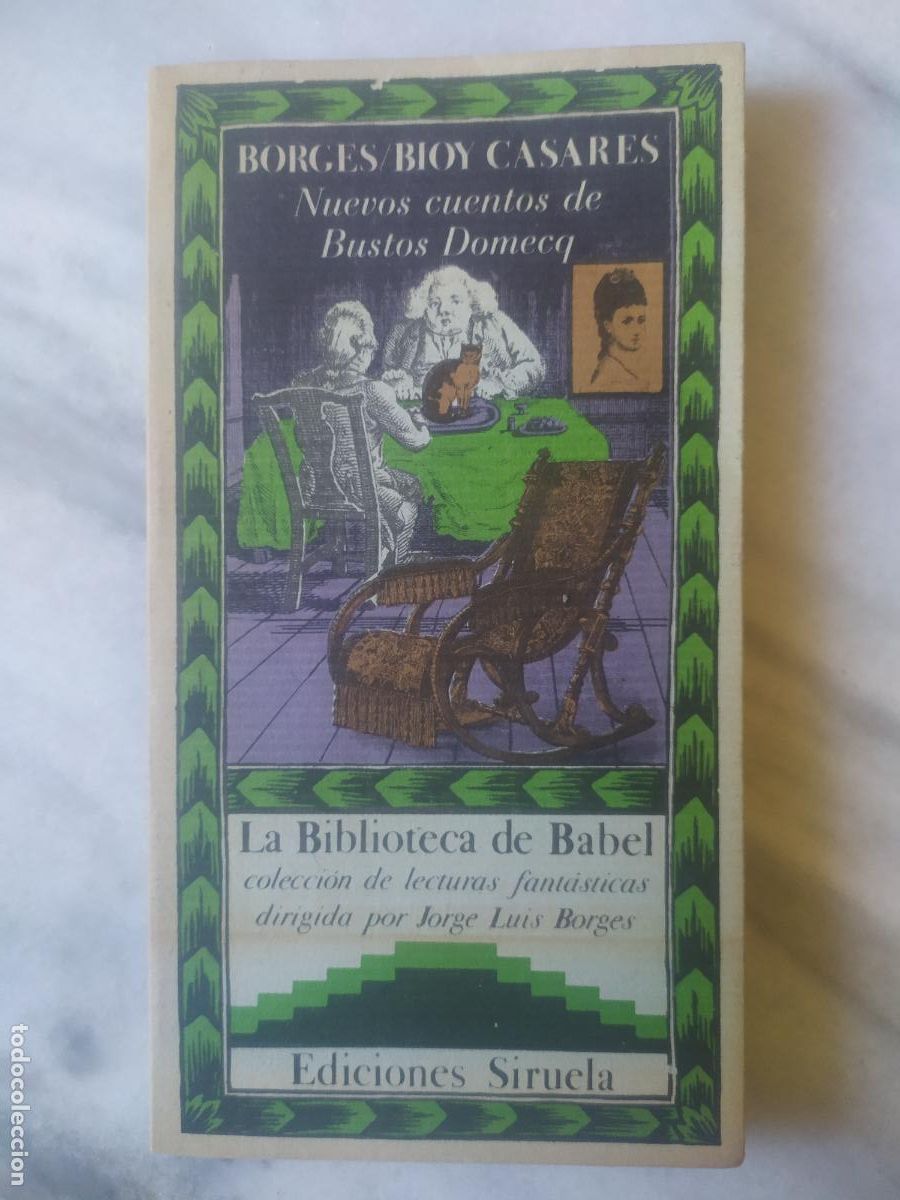 BORGES/BIOY CASARES
Nuevos cuentos de
Bustos Domecq
La Biblioteca de Babel
colección de lecturas fantásticas
dirigida por Jorge Luis Borges
Ediciones Siruela
todocoleccion